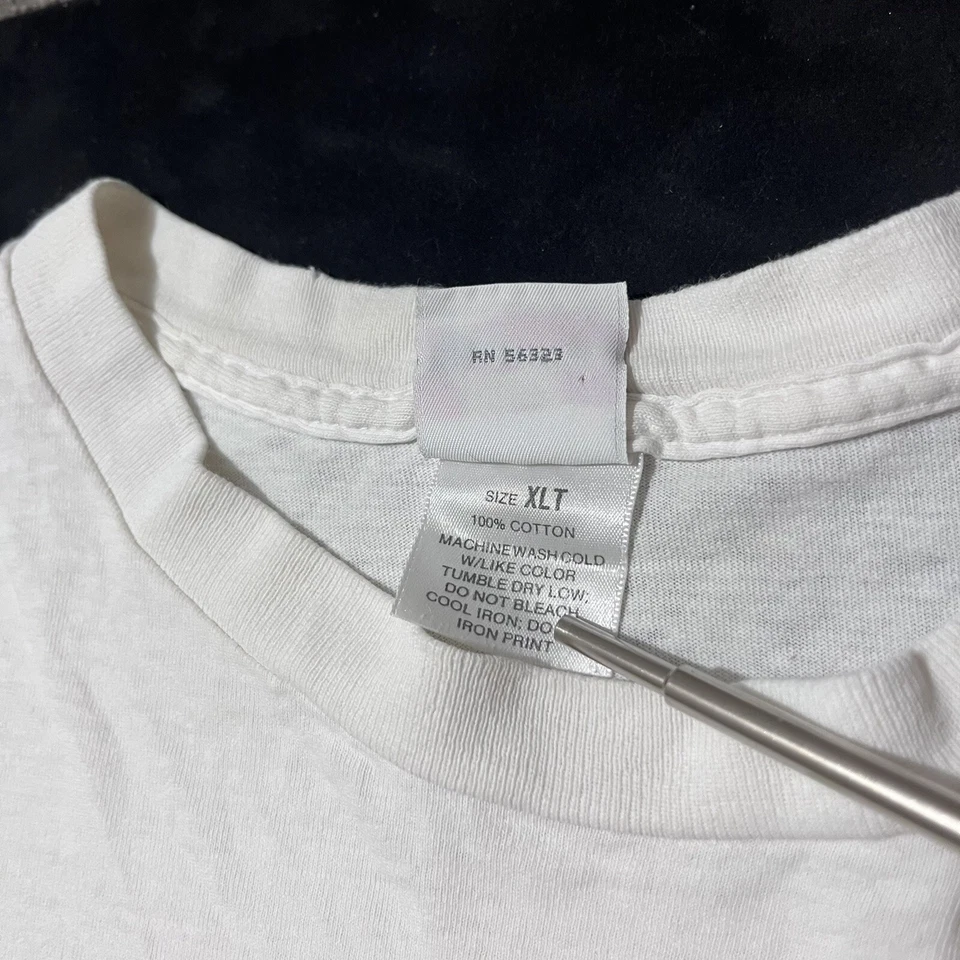 RN 56323
SIZE XLT
100% COTTON
MACHINE WASH COLD
W/LIKE COLOR
TUMBLE DRY LOW;
DO NOT BLEACH
COOL IRON; DO
IRON PRINT